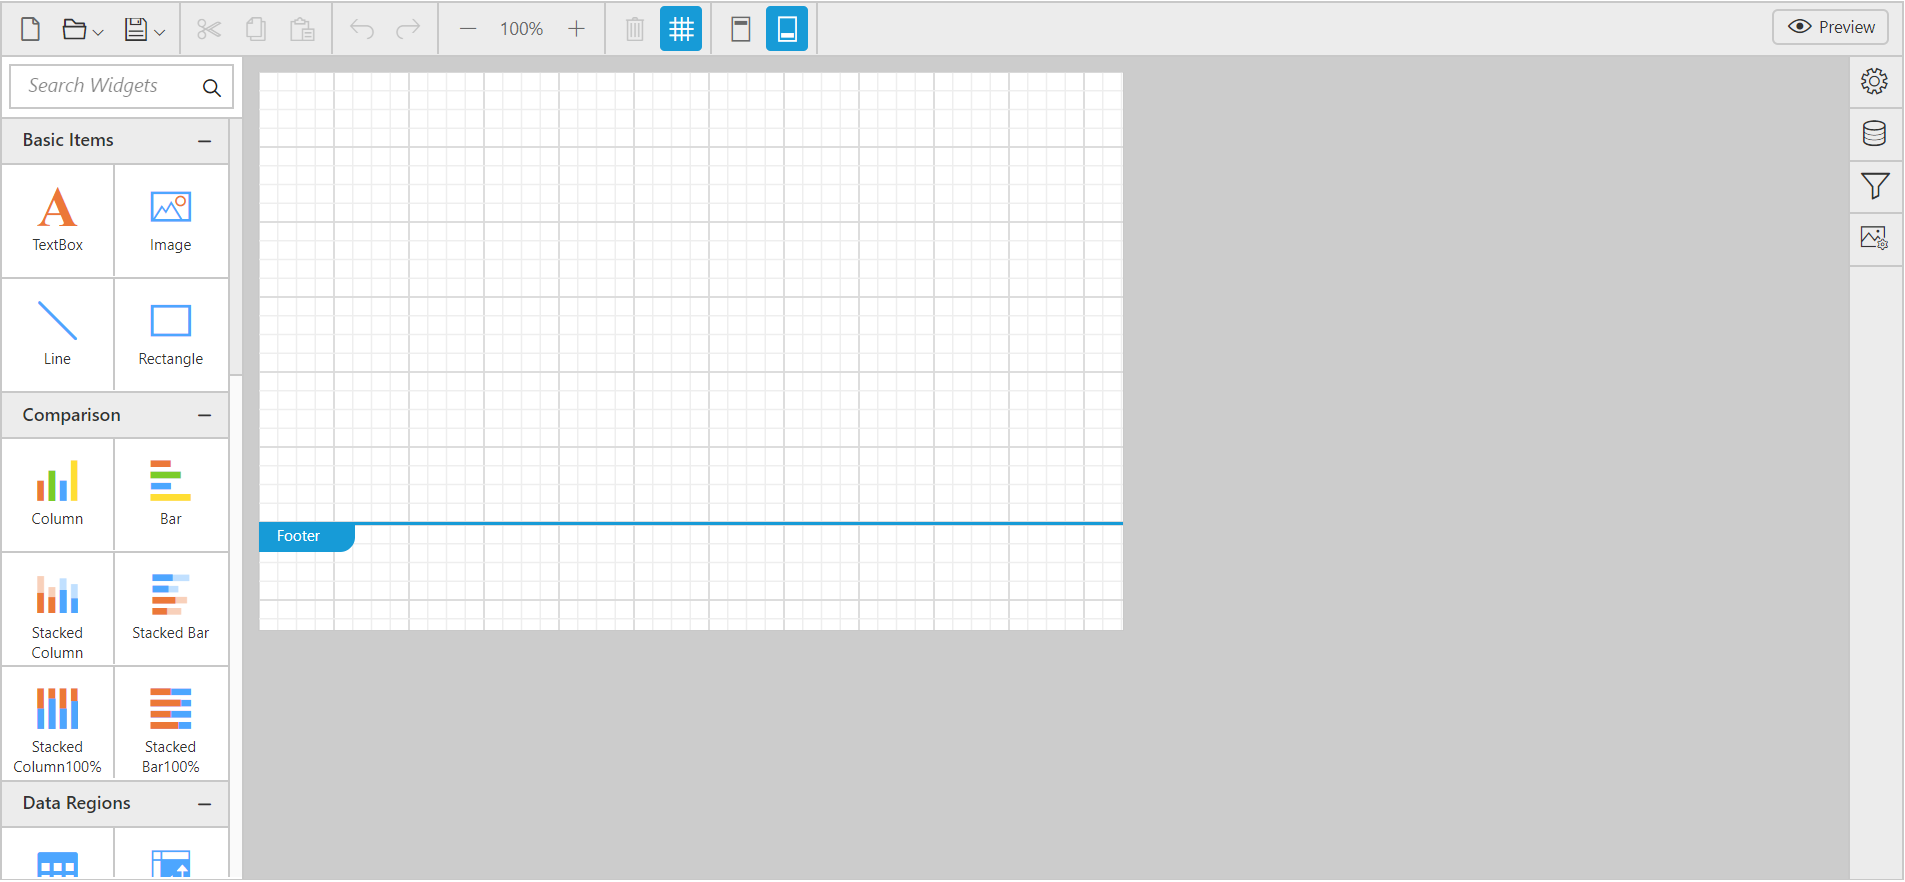 100%
Preview
Search Widgets
Basic Items
TextBox
Image
Line
Rectangle
Comparison
Column
Bar
Stacked
Column
Stacked Bar
Stacked
Column100%
Stacked
Bar100%
Data Regions
Footer